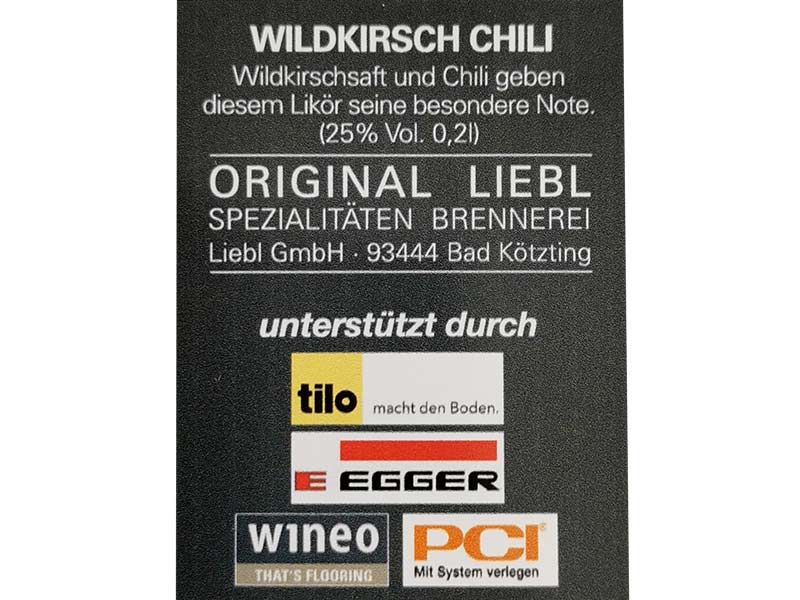 WILDKIRSCH CHILI
Wildkirschsaft und Chili geben
diesem Likör seine besondere Note.
(25% Vol. 0,2l)
ORIGINAL LIEBL
SPEZIALITÄTEN BRENNEREI
Liebl GmbH · 93444 Bad Kötzting
unterstützt durch
tilo macht den Boden.
E EGGER
wineo
THAT'S FLOORING
PCI®
Mit System verlegen